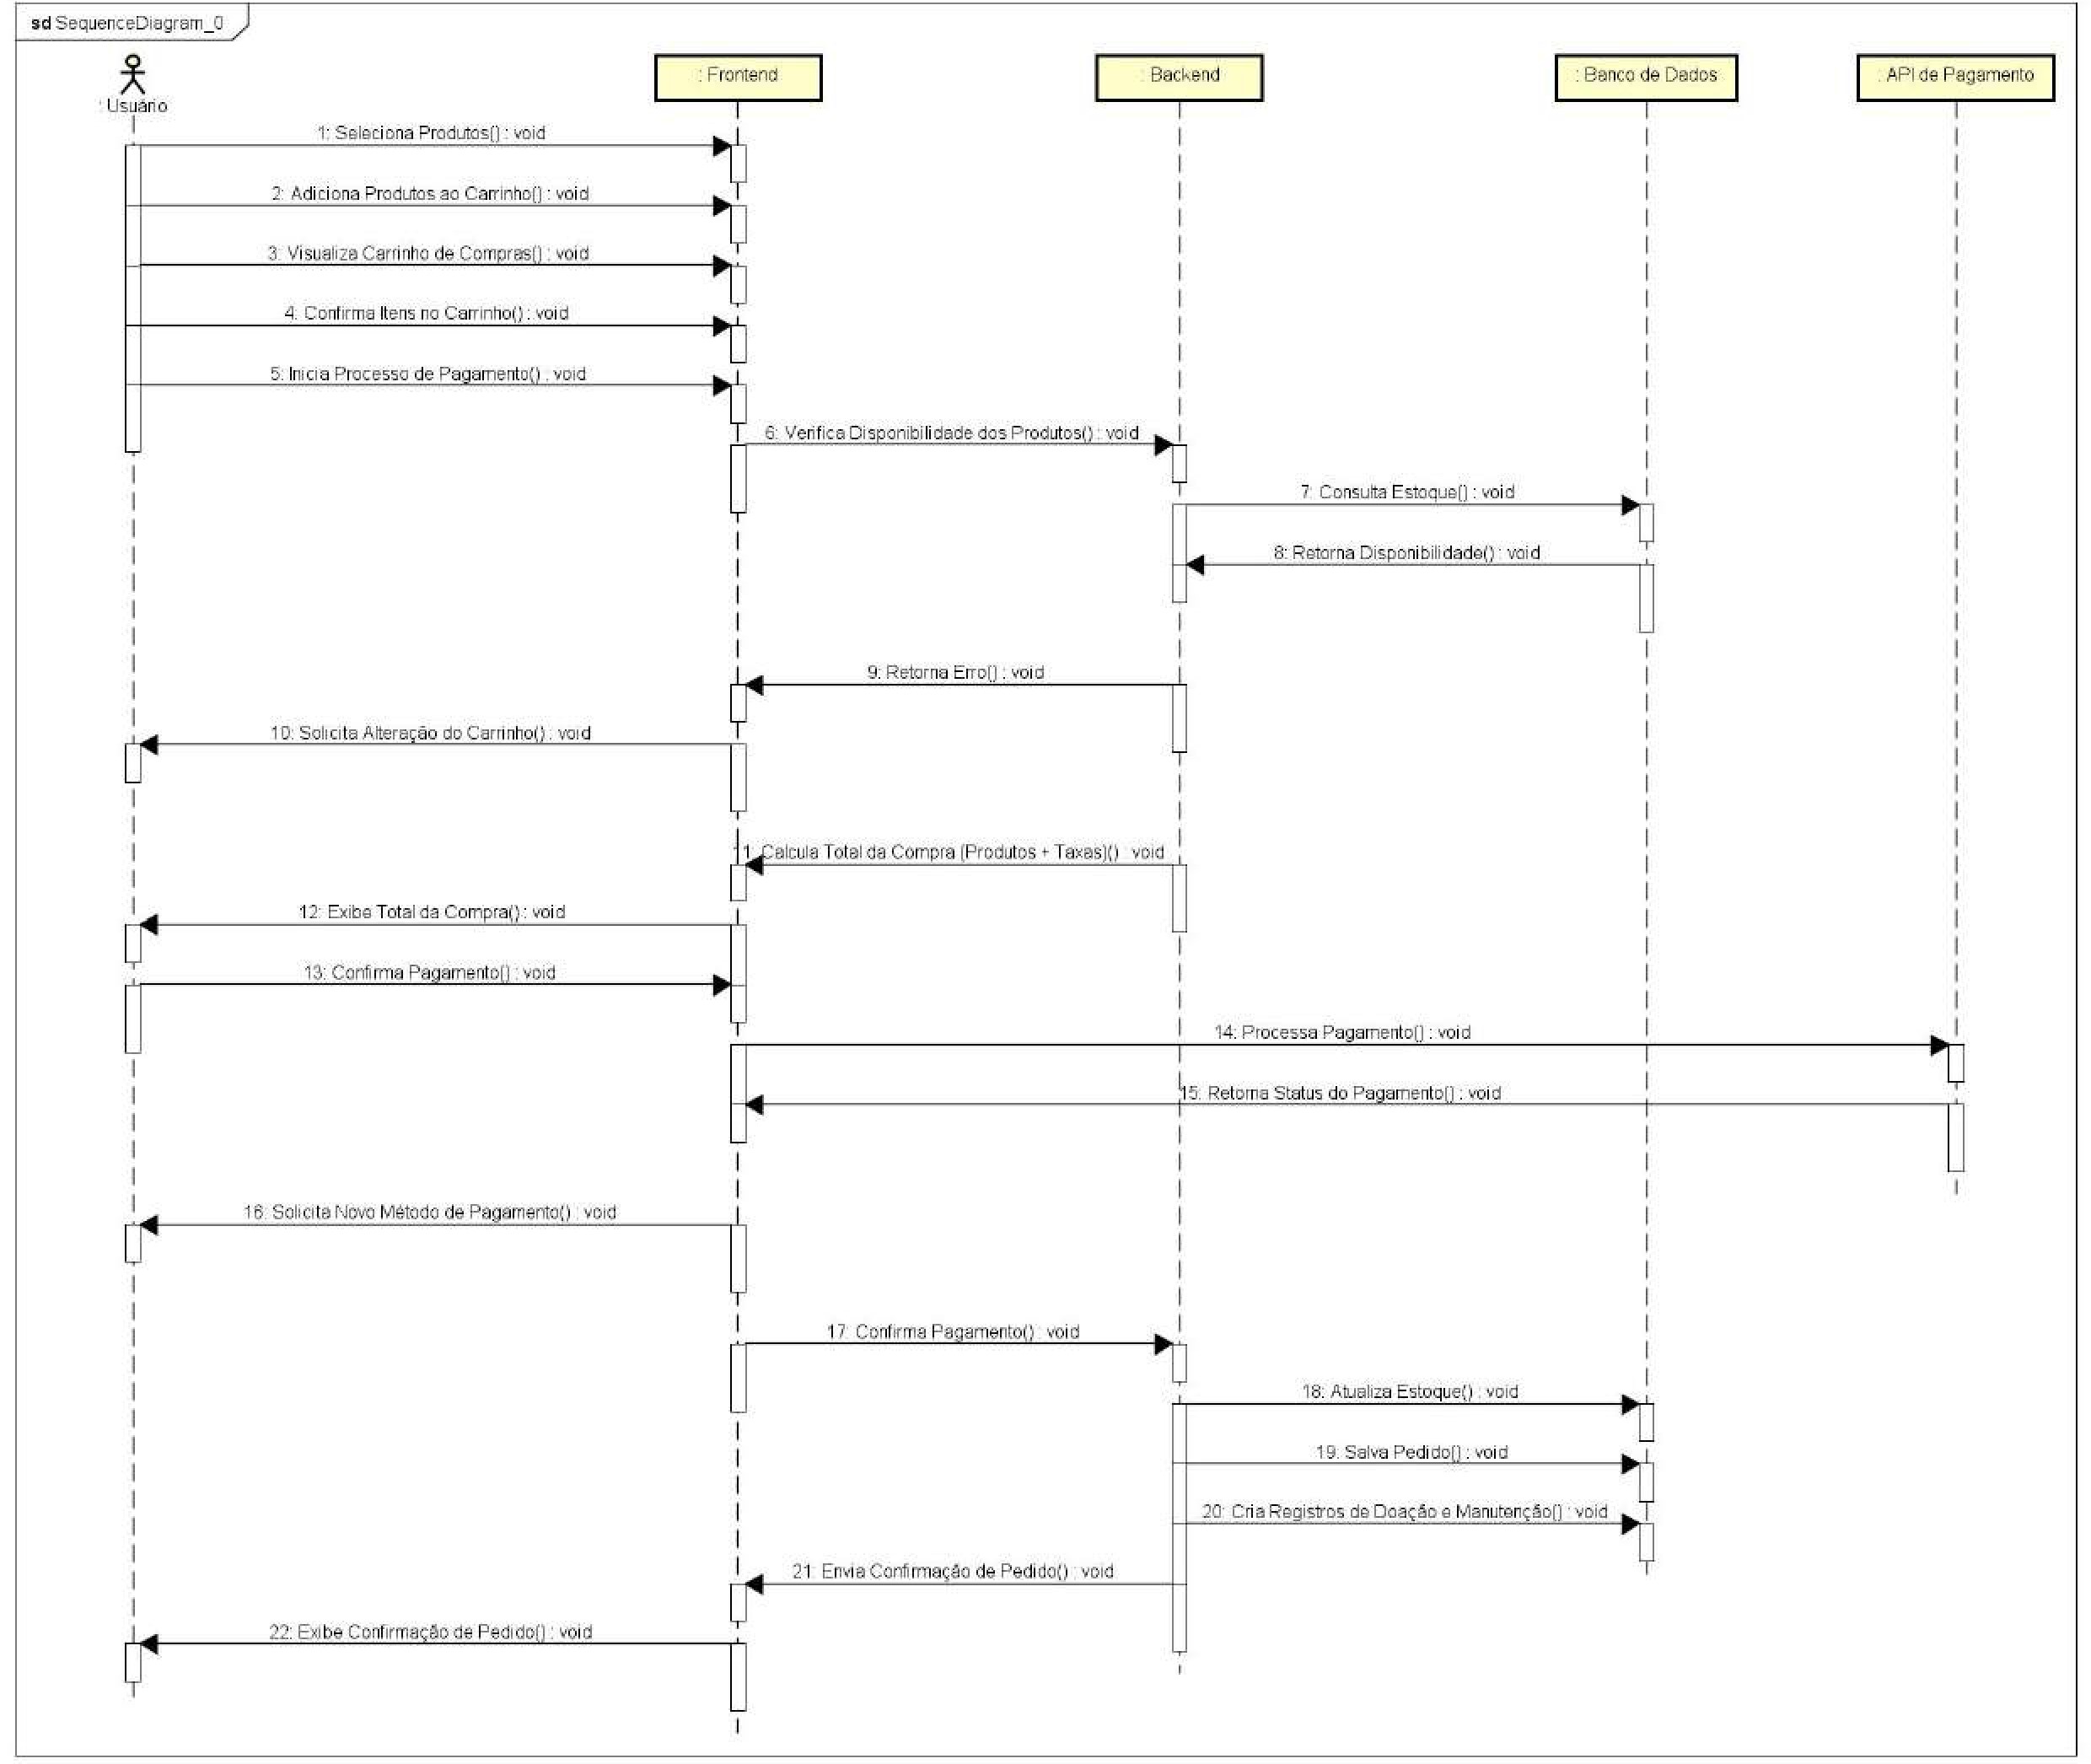 sd SequenceDiagram_0
: Usuário
: Frontend
: Backend
: Banco de Dados
: API de Pagamento
1: Seleciona Produtos() : void
2: Adiciona Produtos ao Carrinho() : void
3: Visualiza Carrinho de Compras() : void
4: Confirma Itens no Carrinho() : void
5: Inicia Processo de Pagamento() : void
6: Verifica Disponibilidade dos Produtos() : void
7: Consulta Estoque() : void
8: Retorna Disponibilidade() : void
9: Retorna Erro() : void
10: Solicita Alteração do Carrinho() : void
11: Calcula Total da Compra (Produtos + Taxas)() : void
12: Exibe Total da Compra() : void
13: Confirma Pagamento() : void
14: Processa Pagamento() : void
15: Retorna Status do Pagamento() : void
16: Solicita Novo Método de Pagamento() : void
17: Confirma Pagamento() : void
18: Atualiza Estoque() : void
19: Salva Pedido() : void
20: Cria Registros de Doação e Manutenção() : void
21: Envia Confirmação de Pedido() : void
22: Exibe Confirmação de Pedido() : void